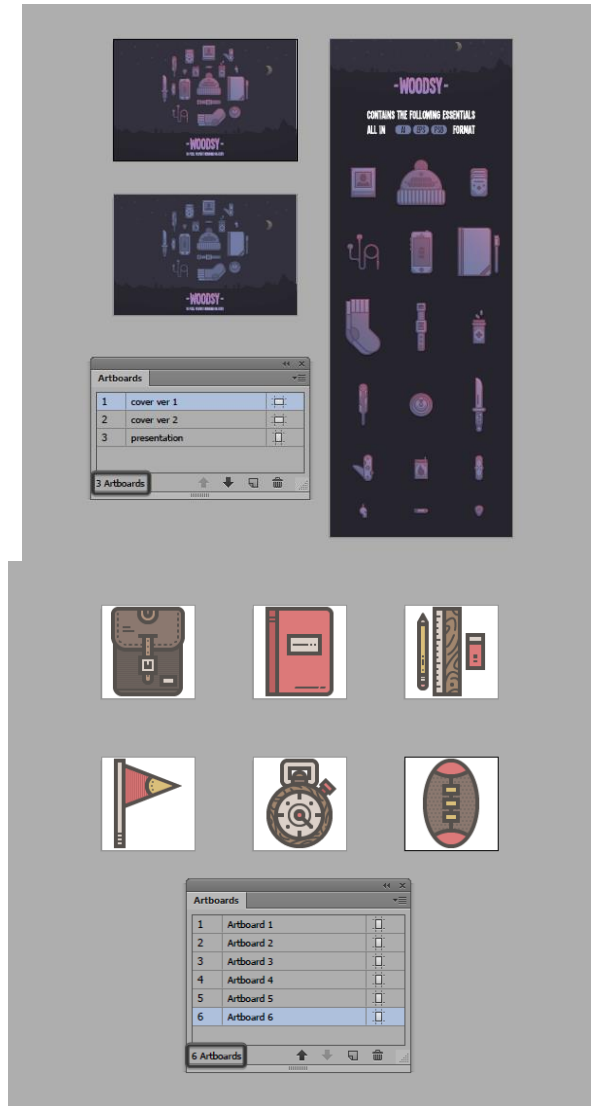 -WOODSY-
-WOODSY-
-WOODSY-
CONTAINS THE FOLLOWING ESSENTIALS
ALL IN AI EPS PSD FORMAT
Artboards
1 cover ver 1
2 cover ver 2
3 presentation
3 Artboards
Artboards
1 Artboard 1
2 Artboard 2
3 Artboard 3
4 Artboard 4
5 Artboard 5
6 Artboard 6
6 Artboards